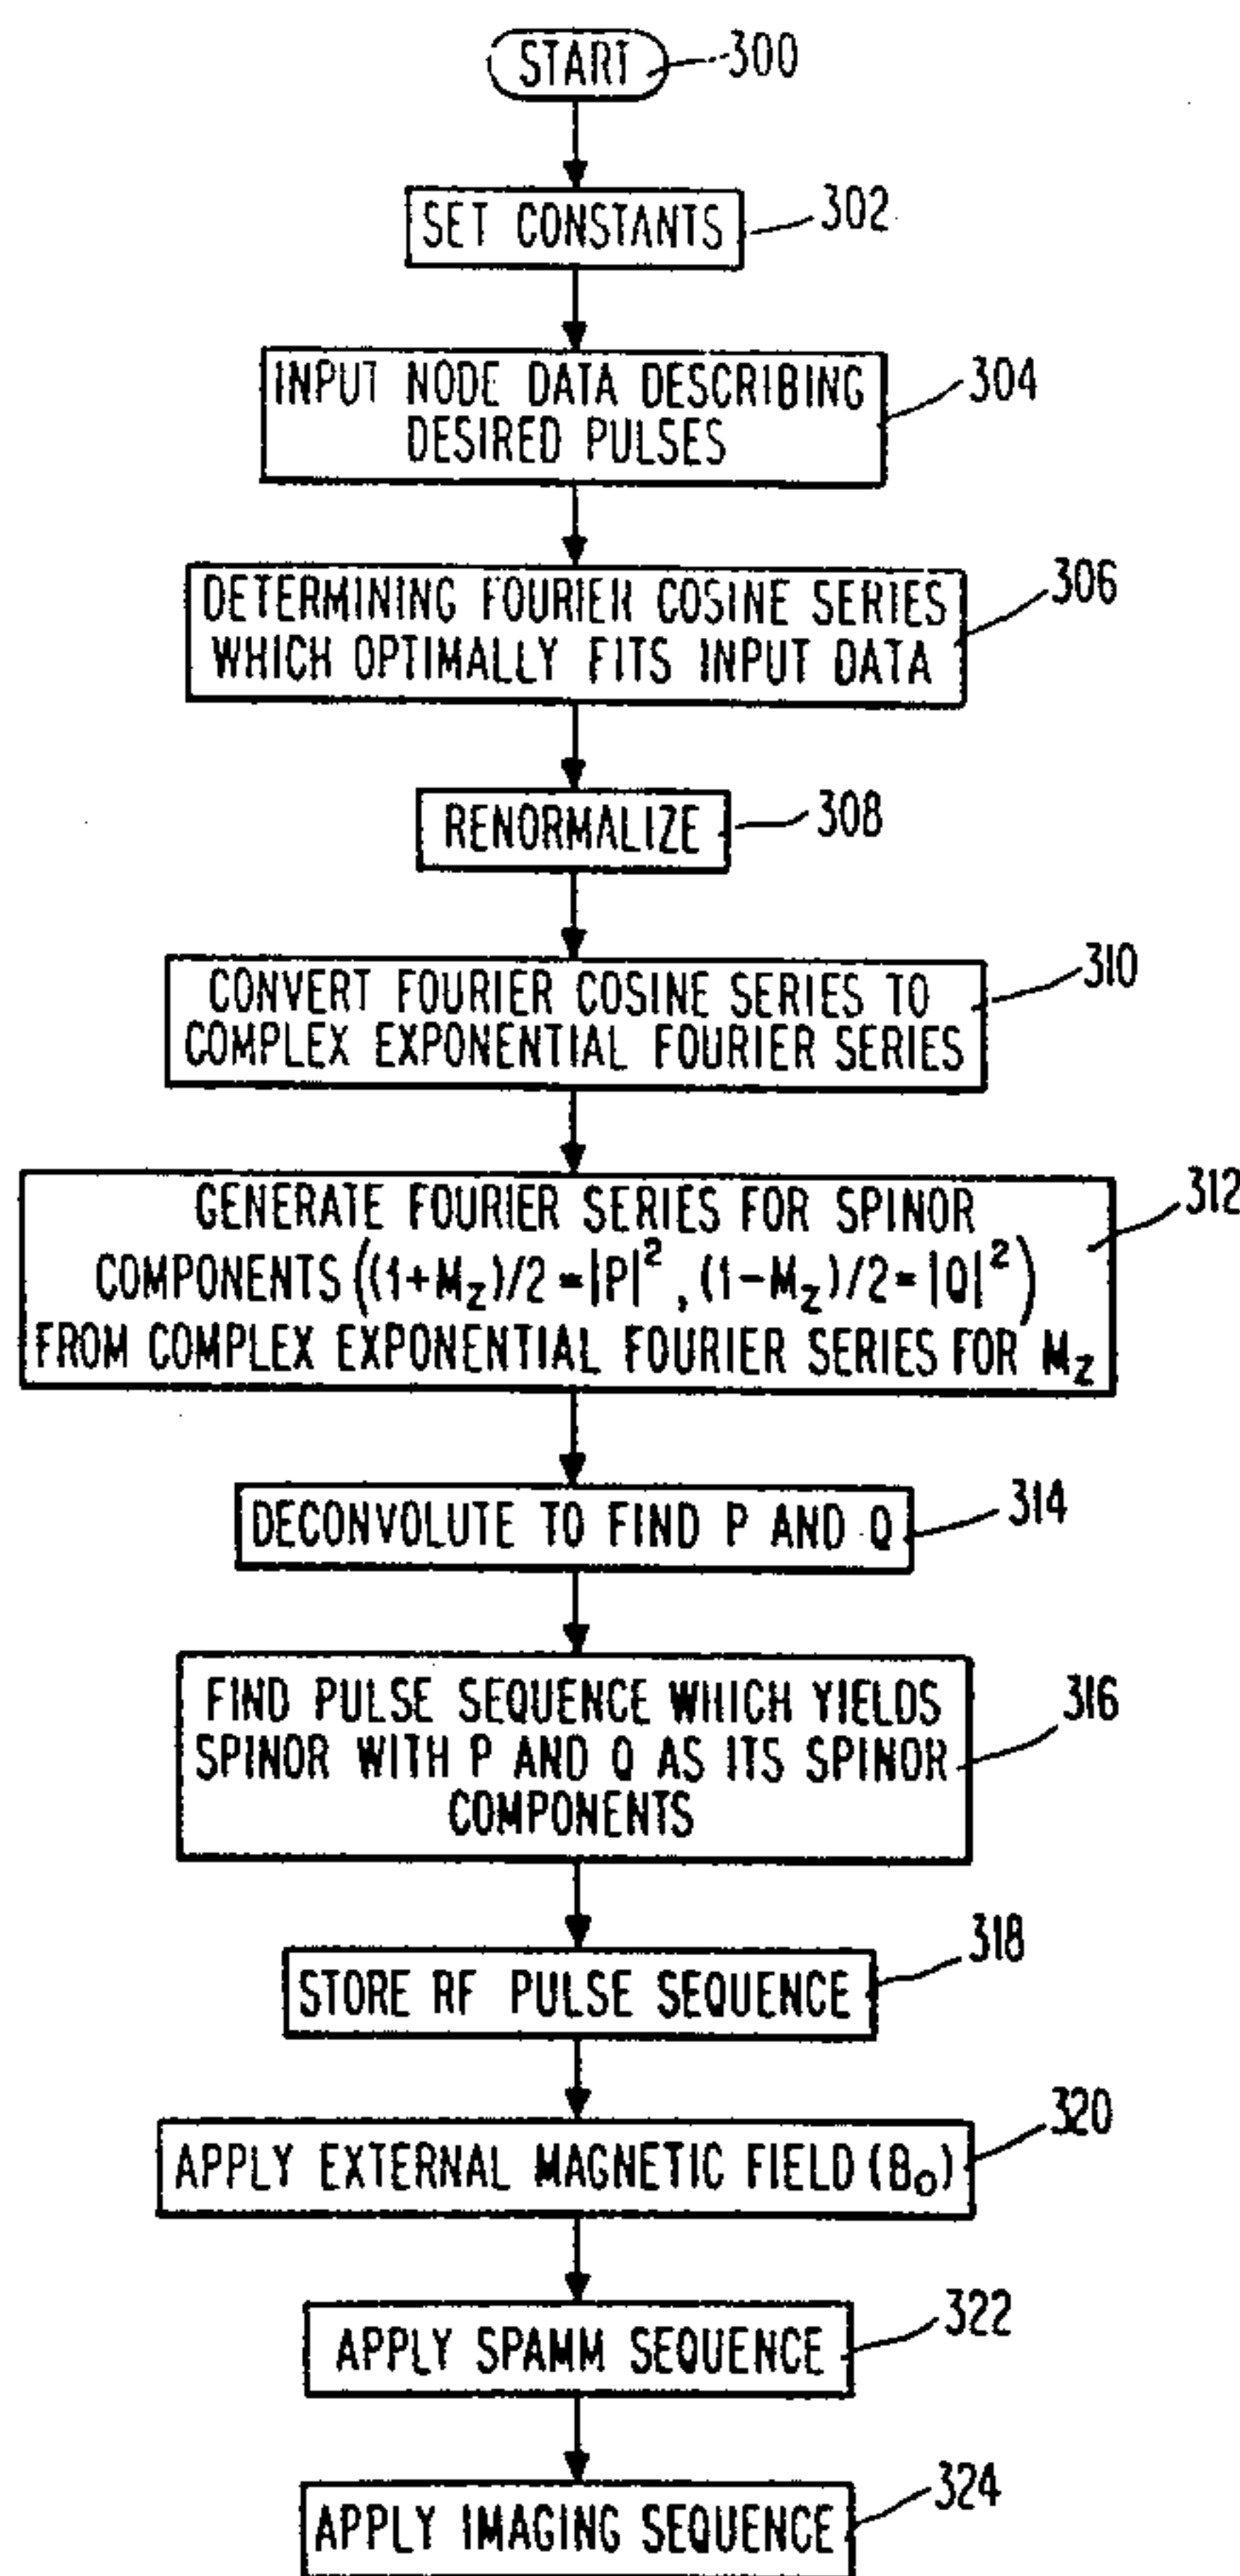 START
300
SET CONSTANTS
302
INPUT NODE DATA DESCRIBING
DESIRED PULSES
304
DETERMINING FOURIER COSINE SERIES
WHICH OPTIMALLY FITS INPUT DATA
306
RENORMALIZE
308
CONVERT FOURIER COSINE SERIES TO
COMPLEX EXPONENTIAL FOURIER SERIES
310
GENERATE FOURIER SERIES FOR SPINOR
COMPONENTS ((1+M_Z)/2=|P|², (1-M_Z)/2=|Q|²)
FROM COMPLEX EXPONENTIAL FOURIER SERIES FOR M_Z
312
DECONVOLUTE TO FIND P AND Q
314
FIND PULSE SEQUENCE WHICH YIELDS
SPINOR WITH P AND Q AS ITS SPINOR
COMPONENTS
316
STORE RF PULSE SEQUENCE
318
APPLY EXTERNAL MAGNETIC FIELD (B₀)
320
APPLY SPAMM SEQUENCE
322
APPLY IMAGING SEQUENCE
324